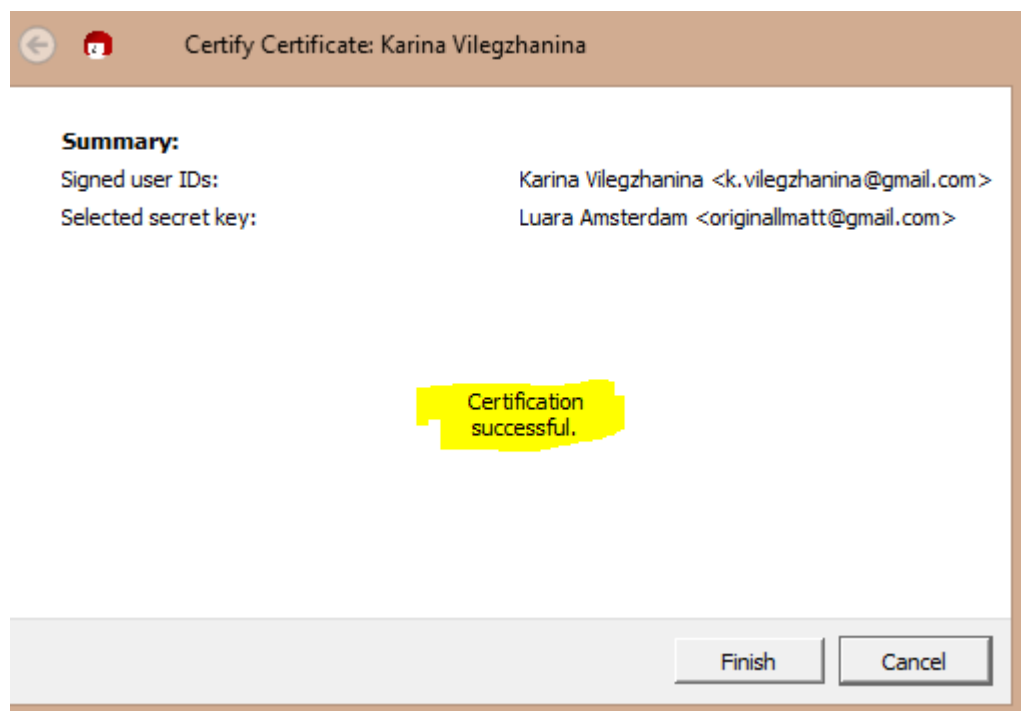 Certify Certificate: Karina Vilegzhanina
Summary:
Signed user IDs: Karina Vilegzhanina <k.vilegzhanina@gmail.com>
Selected secret key: Luara Amsterdam <originallmatt@gmail.com>
Certification
successful.
Finish Cancel